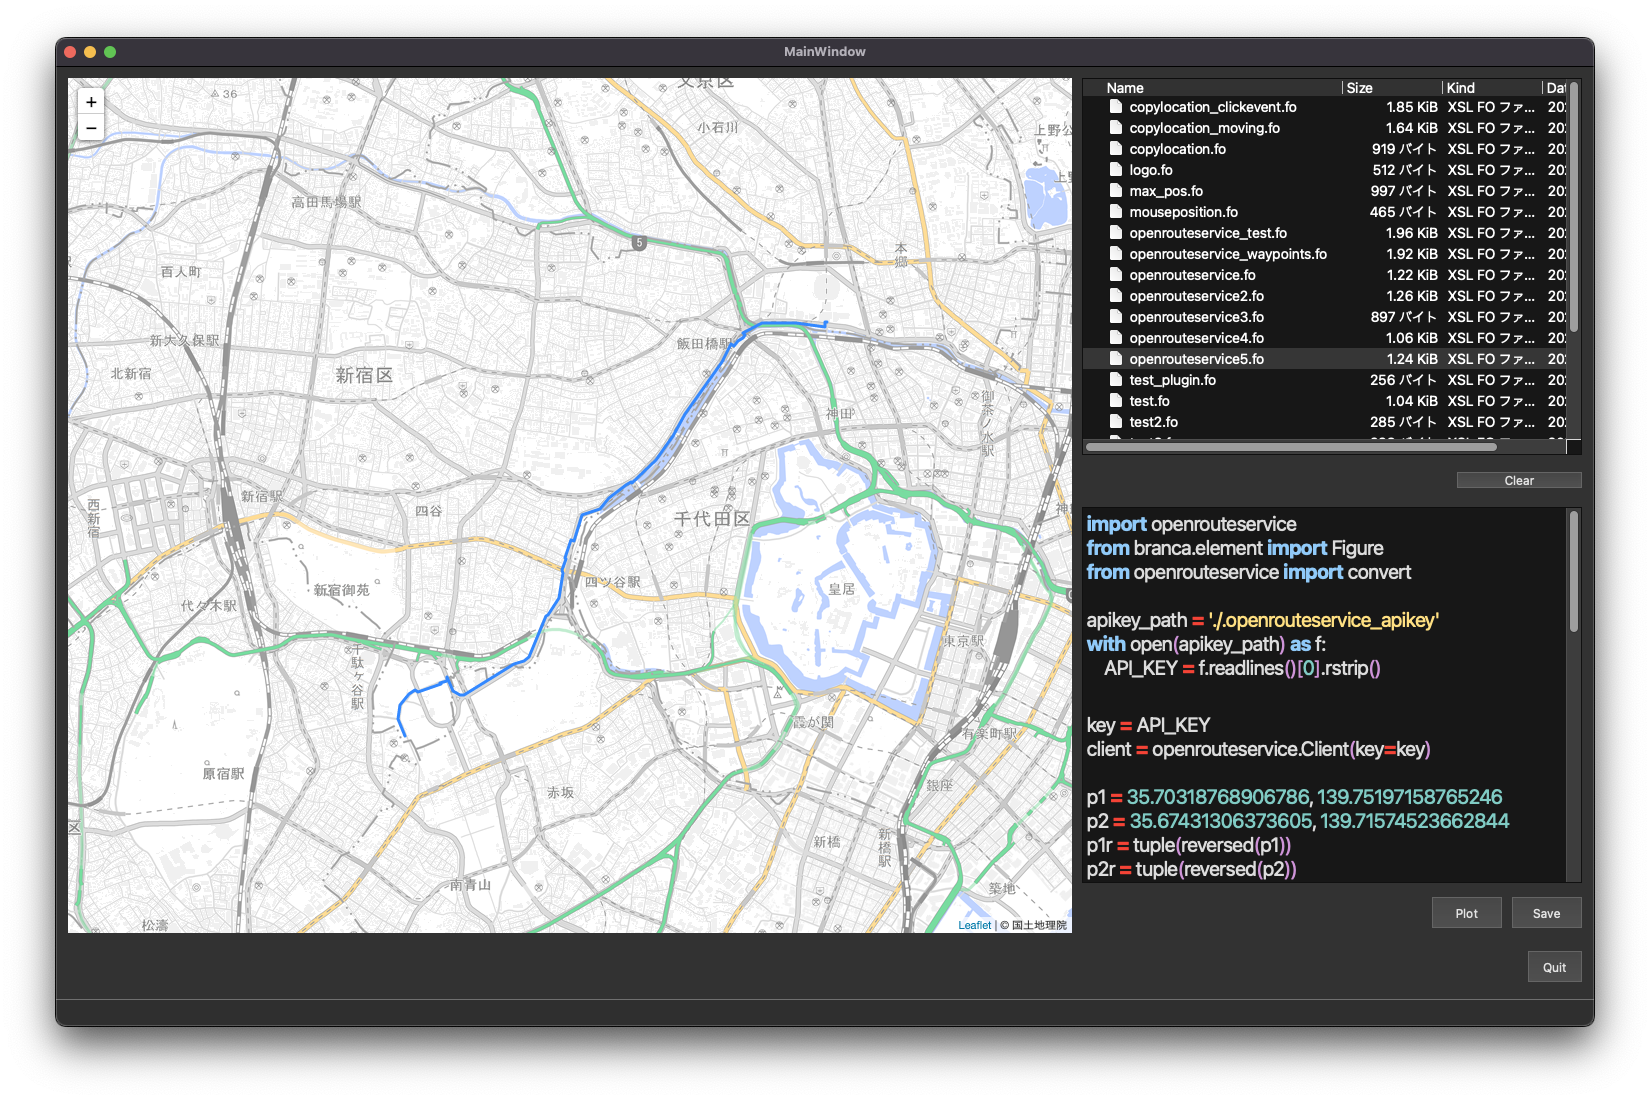 MainWindow
+
−
36
文京区
小石川
上野公
上野
高田馬場駅
5
本郷
百人町
新大久保駅
飯田橋駅
北新宿
新宿区
神田
御茶ノ水駅
西新宿
新宿駅
四谷
千代田区
神
四ツ谷駅
新宿御苑
皇居
代々木駅
東京駅
千駄ヶ谷駅
霞が関
有楽町駅
原宿駅
赤坂
銀座
区
新橋
新橋駅
南青山
築地
松濤
Leaflet | © 国土地理院
Name Size Kind Dat
copylocation_clickevent.fo 1.85 KiB XSL FO ファ... 20
copylocation_moving.fo 1.64 KiB XSL FO ファ... 20
copylocation.fo 919 バイト XSL FO ファ... 20
logo.fo 512 バイト XSL FO ファ... 20
max_pos.fo 997 バイト XSL FO ファ... 20
mouseposition.fo 465 バイト XSL FO ファ... 20
openrouteservice_test.fo 1.96 KiB XSL FO ファ... 20
openrouteservice_waypoints.fo 1.92 KiB XSL FO ファ... 20
openrouteservice.fo 1.22 KiB XSL FO ファ... 20
openrouteservice2.fo 1.26 KiB XSL FO ファ... 20
openrouteservice3.fo 897 バイト XSL FO ファ... 20
openrouteservice4.fo 1.06 KiB XSL FO ファ... 20
openrouteservice5.fo 1.24 KiB XSL FO ファ... 20
test_plugin.fo 256 バイト XSL FO ファ... 20
test.fo 1.04 KiB XSL FO ファ... 20
test2.fo 285 バイト XSL FO ファ... 20
Clear
import openrouteservice
from branca.element import Figure
from openrouteservice import convert
apikey_path = './.openrouteservice_apikey'
with open(apikey_path) as f:
API_KEY = f.readlines()[0].rstrip()
key = API_KEY
client = openrouteservice.Client(key=key)
p1 = 35.70318768906786, 139.75197158765246
p2 = 35.67431306373605, 139.71574523662844
p1r = tuple(reversed(p1))
p2r = tuple(reversed(p2))
Plot
Save
Quit